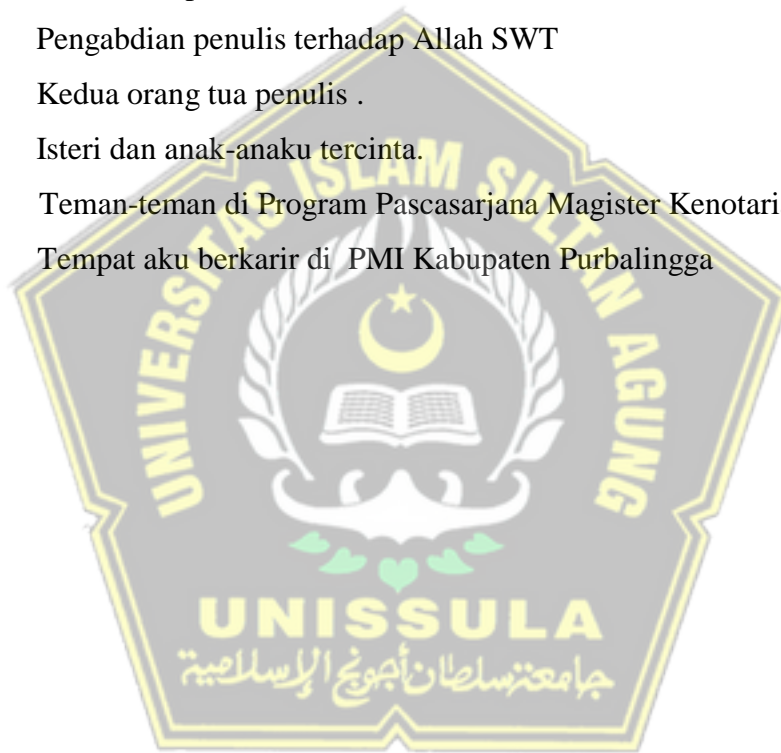 Pengabdian penulis terhadap Allah SWT
Kedua orang tua penulis .
Isteri dan anak-anaku tercinta.
Teman-teman di Program Pascasarjana Magister Kenotari
Tempat aku berkarir di PMI Kabupaten Purbalingga
UNIVERSITAS ISLAM SULTAN AGUNG
UNISSULA
جامعة سلطان أجونج الإسلامية